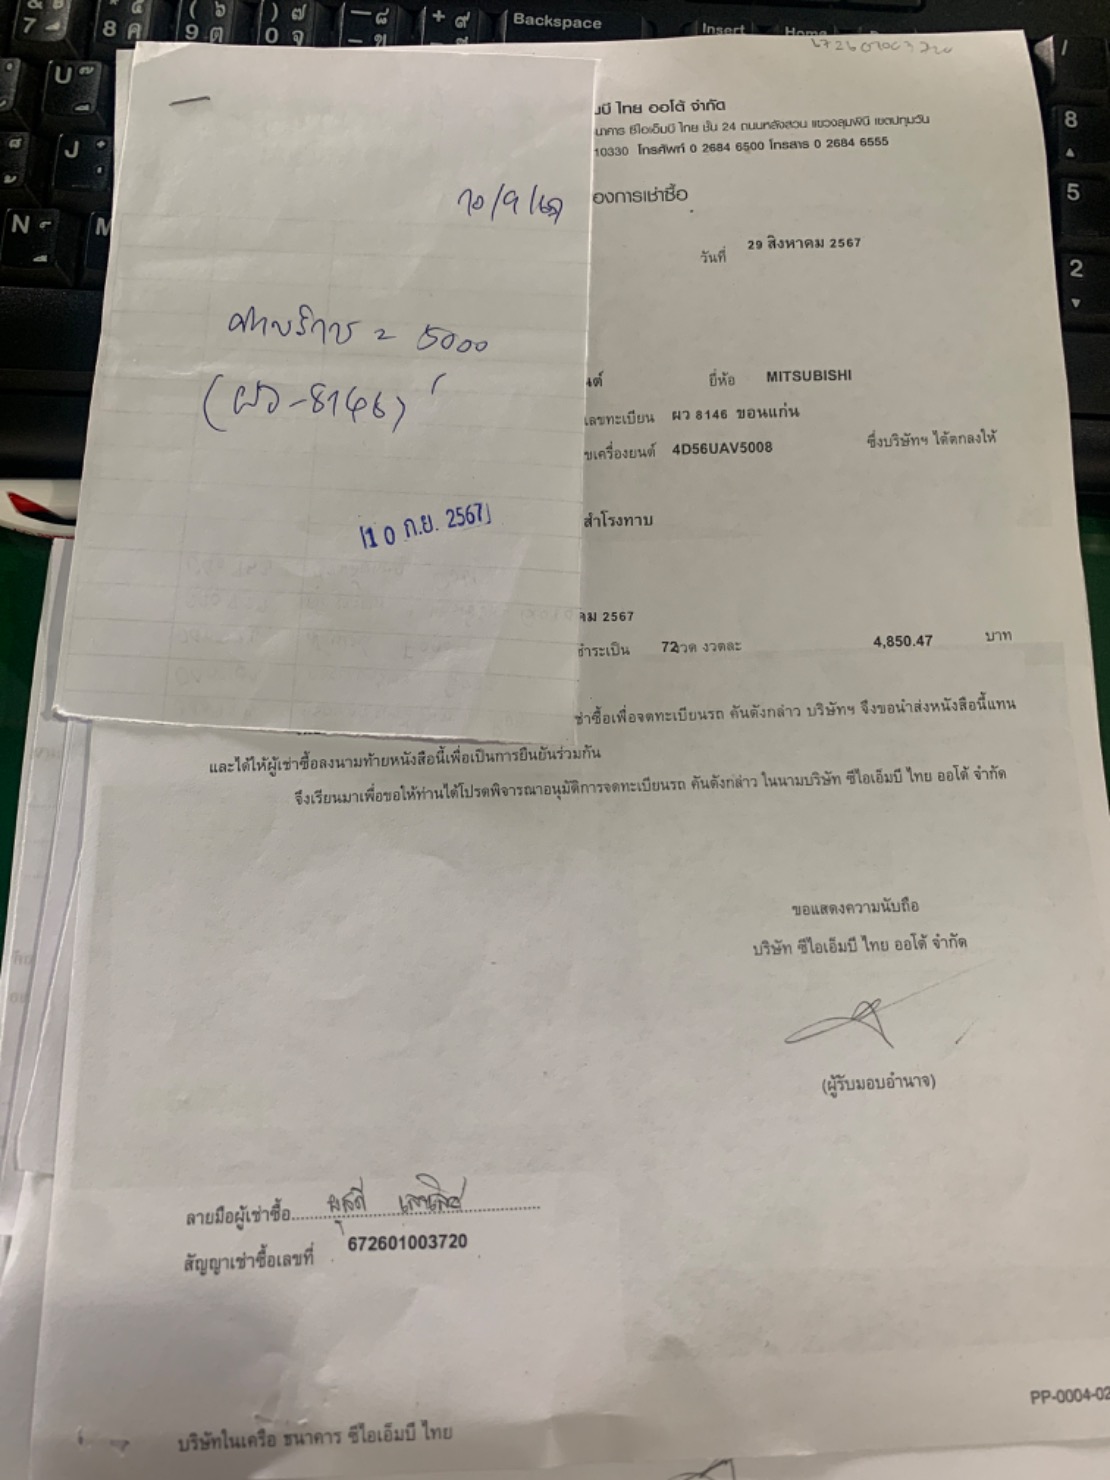 672601003720
มบี ไทย ออโต้ จำกัด
นาคาร ซีไอเอ็มบี ไทย ชั้น 24 ถนนหลังสวน แขวงลุมพินี เขตปทุมวัน
10330 โทรศัพท์ 0 2684 6500 โทรสาร 0 2684 6555
องการเช่าซื้อ
วันที่ 29 สิงหาคม 2567
10/9/67
= 5000
(ผว-8146)
10 ก.ย. 2567
นต์ ยี่ห้อ MITSUBISHI
เลขทะเบียน ผว 8146 ขอนแก่น
ขเครื่องยนต์ 4D56UAV5008 ซึ่งบริษัทฯ ได้ตกลงให้
สำโรงทาบ
คม 2567
ชำระเป็น 72 งวด งวดละ 4,850.47 บาท
ช่าซื้อเพื่อจดทะเบียนรถ คันดังกล่าว บริษัทฯ จึงขอนำส่งหนังสือนี้แทน
และได้ให้ผู้เช่าซื้อลงนามท้ายหนังสือนี้เพื่อเป็นการยืนยันร่วมกัน
จึงเรียนมาเพื่อขอให้ท่านได้โปรดพิจารณาอนุมัติการจดทะเบียนรถ คันดังกล่าว ในนามบริษัท ซีไอเอ็มบี ไทย ออโต้ จำกัด
ขอแสดงความนับถือ
บริษัท ซีไอเอ็มบี ไทย ออโต้ จำกัด
(ผู้รับมอบอำนาจ)
ลายมือผู้เช่าซื้อ
สัญญาเช่าซื้อเลขที่ 672601003720
PP-0004-02
บริษัทในเครือ ธนาคาร ซีไอเอ็มบี ไทย
Backspace
Insert
Home